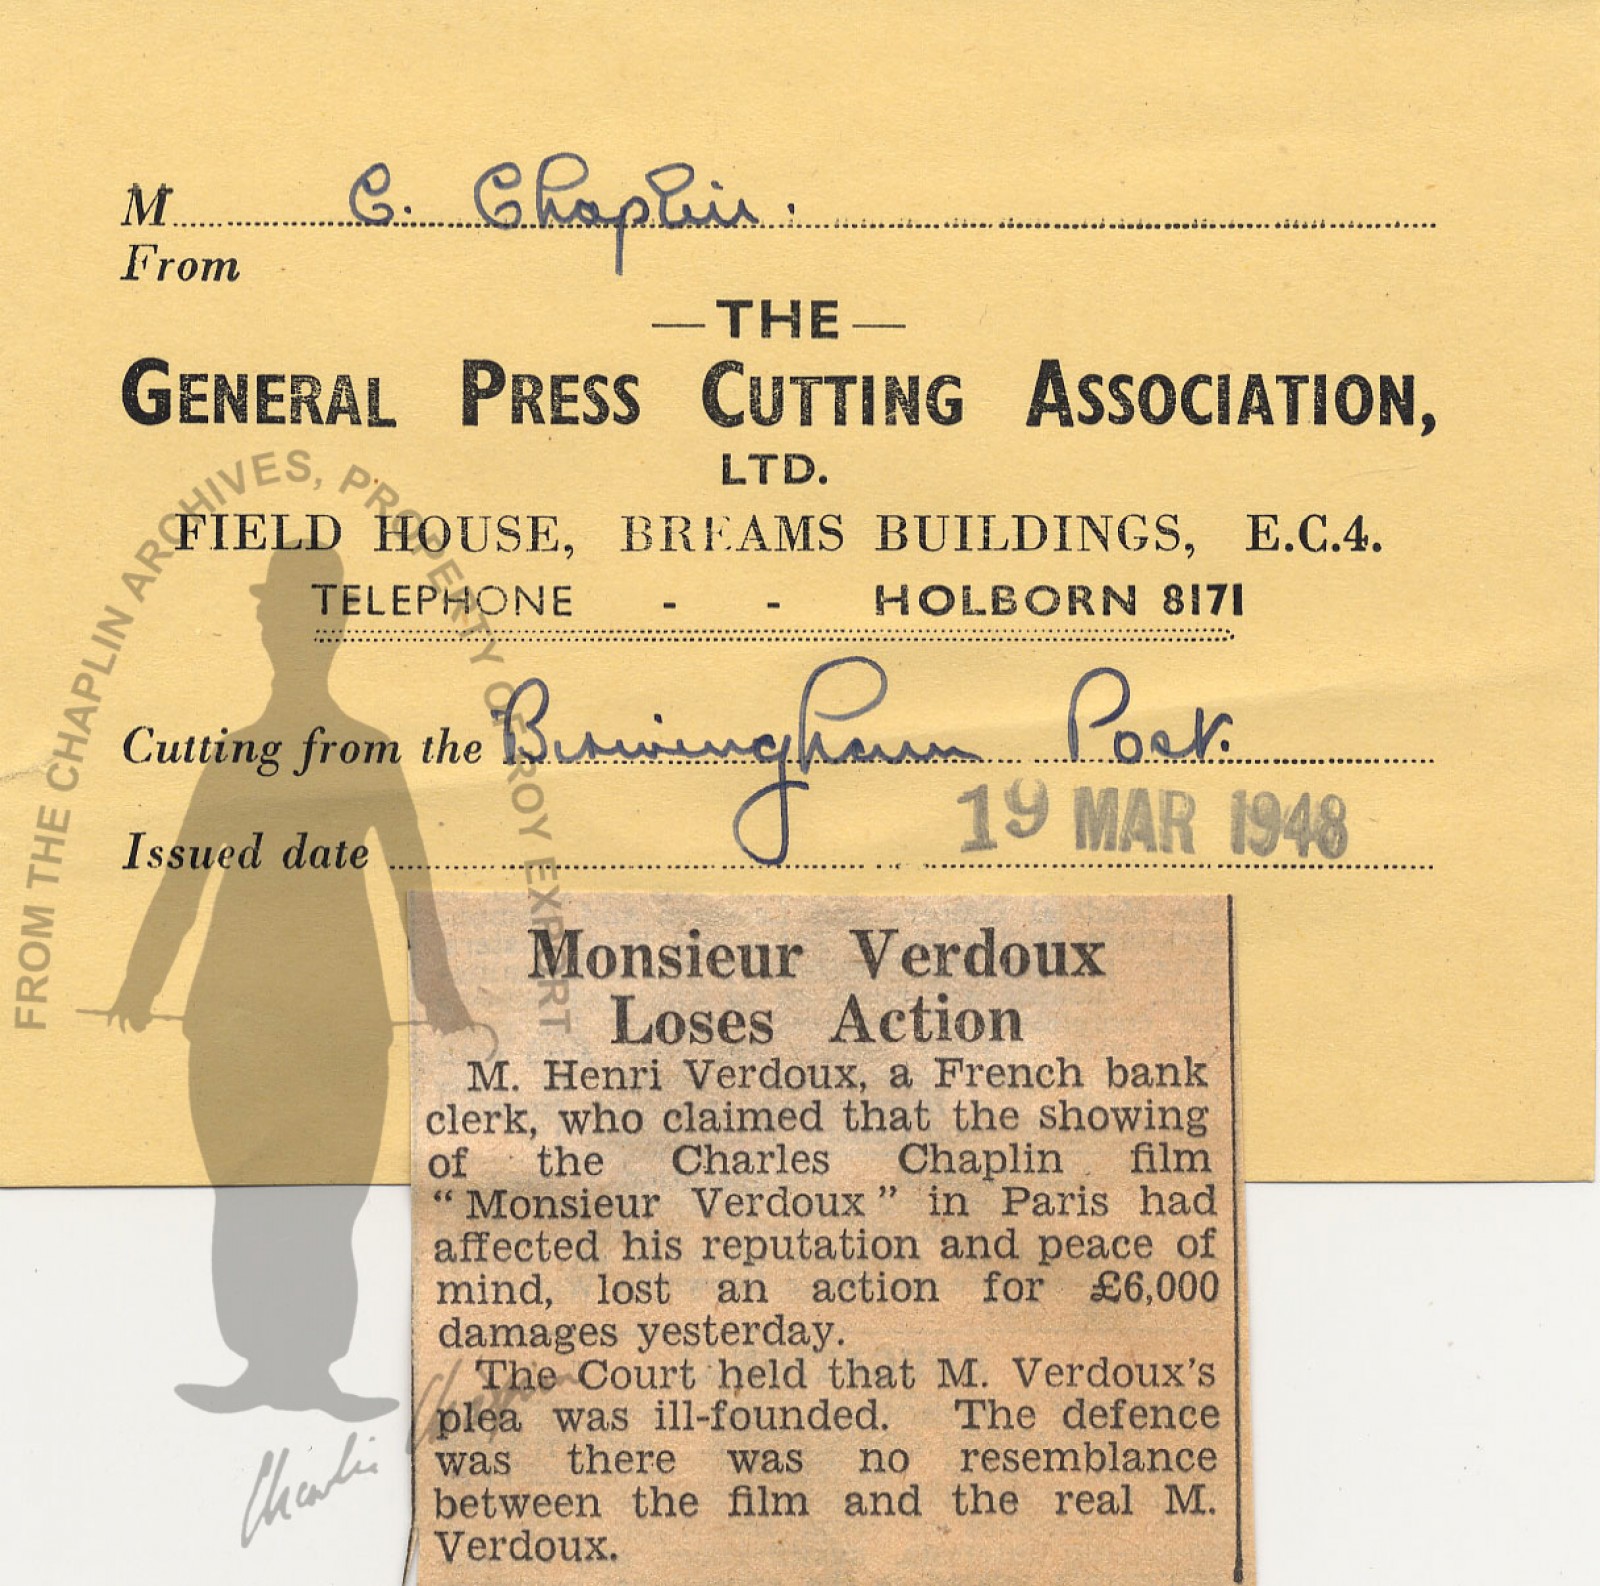 M C. Chaplin.
From
— THE —
GENERAL PRESS CUTTING ASSOCIATION,
LTD.
FIELD HOUSE, BREAMS BUILDINGS, E.C.4.
TELEPHONE - - HOLBORN 8171
Cutting from the Birmingham Post.
Issued date 19 MAR 1948
Monsieur Verdoux
Loses Action
M. Henri Verdoux, a French bank
clerk, who claimed that the showing
of the Charles Chaplin film
“Monsieur Verdoux” in Paris had
affected his reputation and peace of
mind, lost an action for £6,000
damages yesterday.
The Court held that M. Verdoux's
plea was ill-founded. The defence
was there was no resemblance
between the film and the real M.
Verdoux.
FROM THE CHAPLIN ARCHIVES, PROPERTY OF ROY EXPORT
Charlie Chaplin